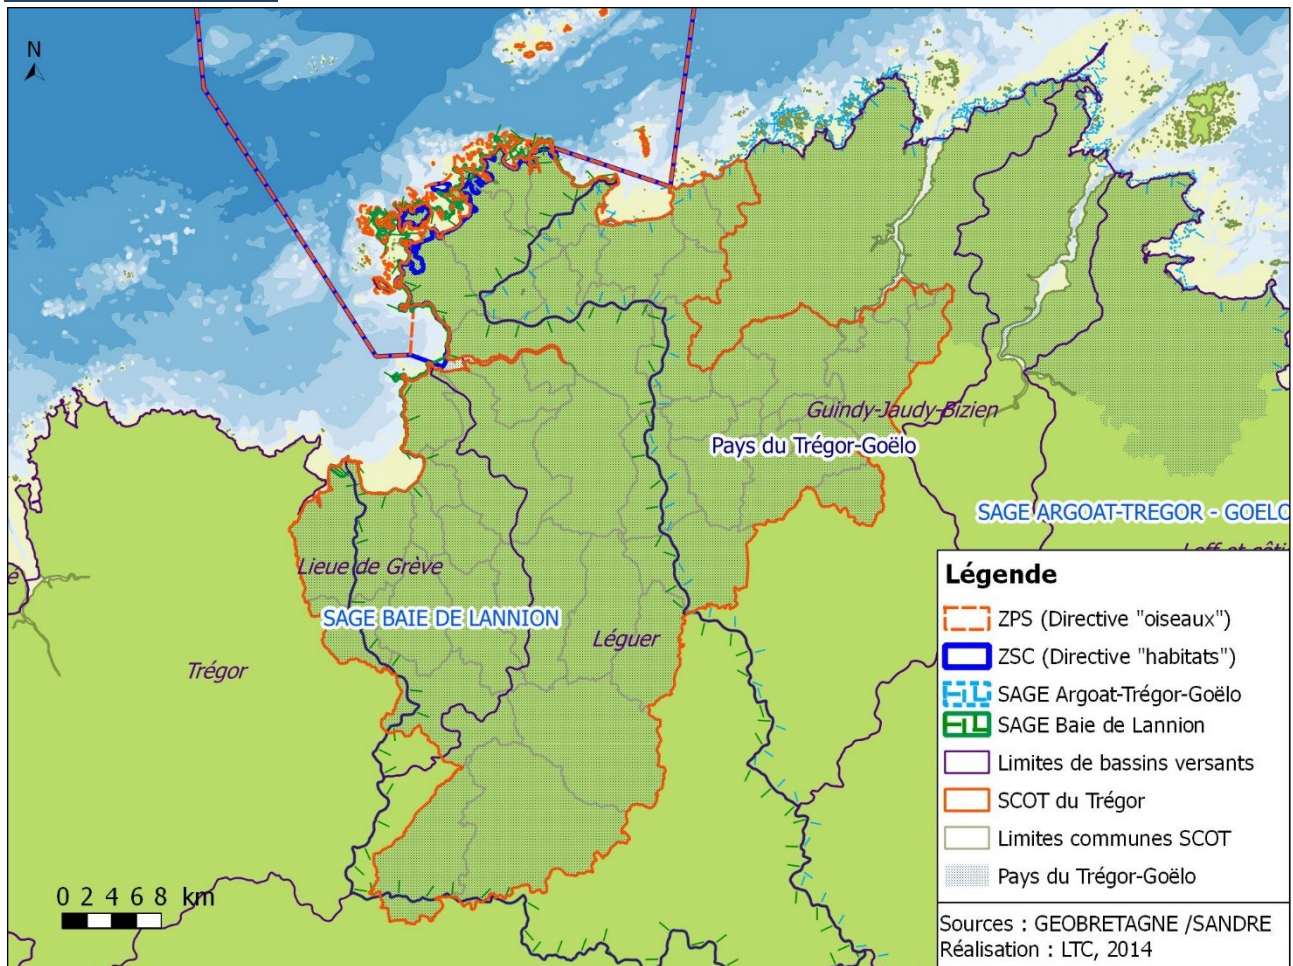 N
Guindy-Jaudy-Bizien
Pays du Trégor-Goëlo
SAGE ARGOAT-TREGOR - GOELO
Lieue de Grève
SAGE BAIE DE LANNION
Léguer
Trégor
Légende
ZPS (Directive "oiseaux")
ZSC (Directive "habitats")
SAGE Argoat-Trégor-Goëlo
SAGE Baie de Lannion
Limites de bassins versants
SCOT du Trégor
Limites communes SCOT
Pays du Trégor-Goëlo
0 2 4 6 8 km
Sources : GEOBRETAGNE /SANDRE
Réalisation : LTC, 2014